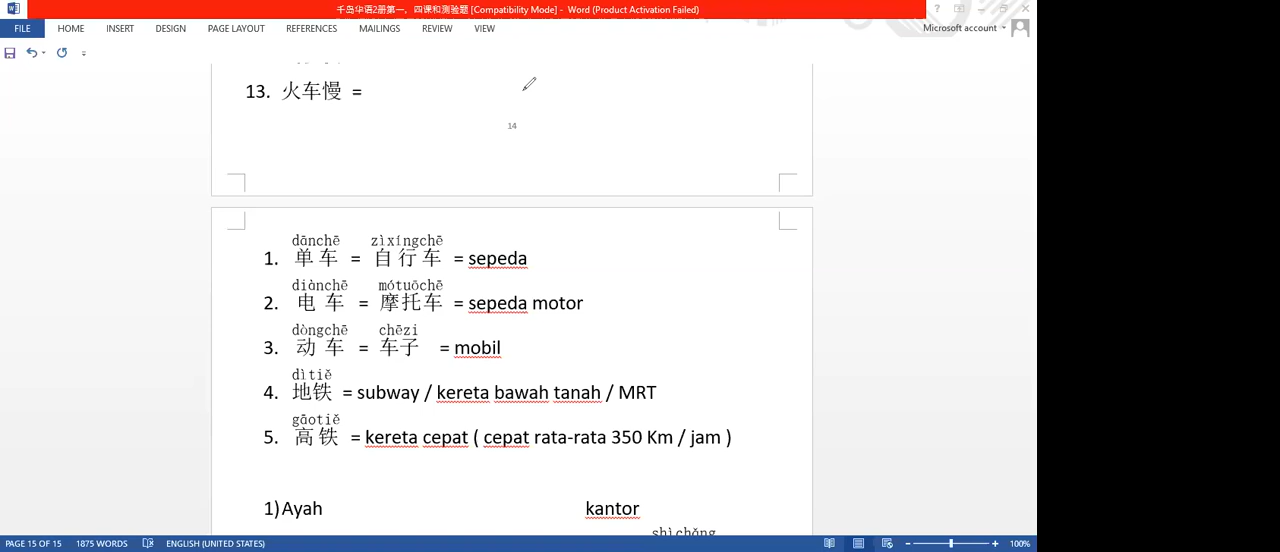 千岛华语2册第一、四课和测验题 [Compatibility Mode] - Word (Product Activation Failed)
FILE HOME INSERT DESIGN PAGE LAYOUT REFERENCES MAILINGS REVIEW VIEW Microsoft account
13. 火车慢 =
14
dānchē zìxíngchē
1. 单车 = 自行车 = sepeda
diànchē mótuōchē
2. 电车 = 摩托车 = sepeda motor
dòngchē chēzi
3. 动车 = 车子 = mobil
dìtiě
4. 地铁 = subway / kereta bawah tanah / MRT
gāotiě
5. 高铁 = kereta cepat ( cepat rata-rata 350 Km / jam )
1) Ayah kantor
shìchǎng
PAGE 15 OF 15 1875 WORDS ENGLISH (UNITED STATES) 100%